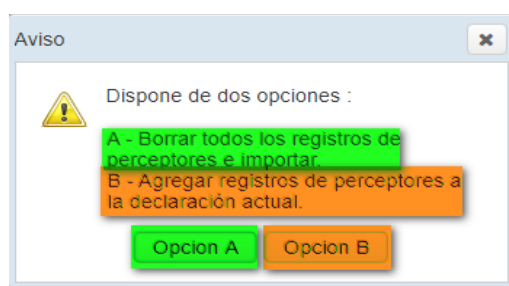 Aviso
Dispone de dos opciones :
A - Borrar todos los registros de
perceptores e importar.
B - Agregar registros de perceptores a
la declaración actual.
Opcion A
Opcion B